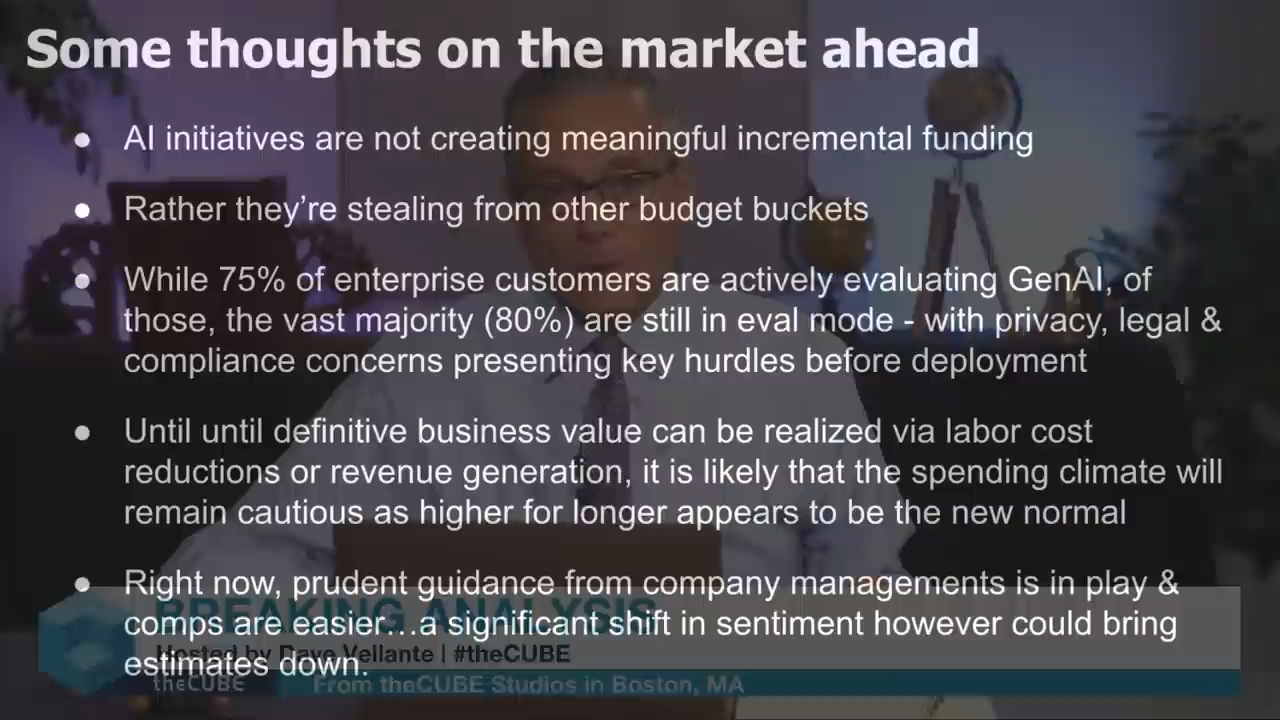 Some thoughts on the market ahead
● AI initiatives are not creating meaningful incremental funding
● Rather they’re stealing from other budget buckets
● While 75% of enterprise customers are actively evaluating GenAI, of
those, the vast majority (80%) are still in eval mode - with privacy, legal &
compliance concerns presenting key hurdles before deployment
● Until until definitive business value can be realized via labor cost
reductions or revenue generation, it is likely that the spending climate will
remain cautious as higher for longer appears to be the new normal
● Right now, prudent guidance from company managements is in play &
comps are easier…a significant shift in sentiment however could bring
estimates down.
BREAKING ANALYSIS
Hosted by Dave Vellante | #theCUBE
theCUBE
From theCUBE Studios in Boston, MA